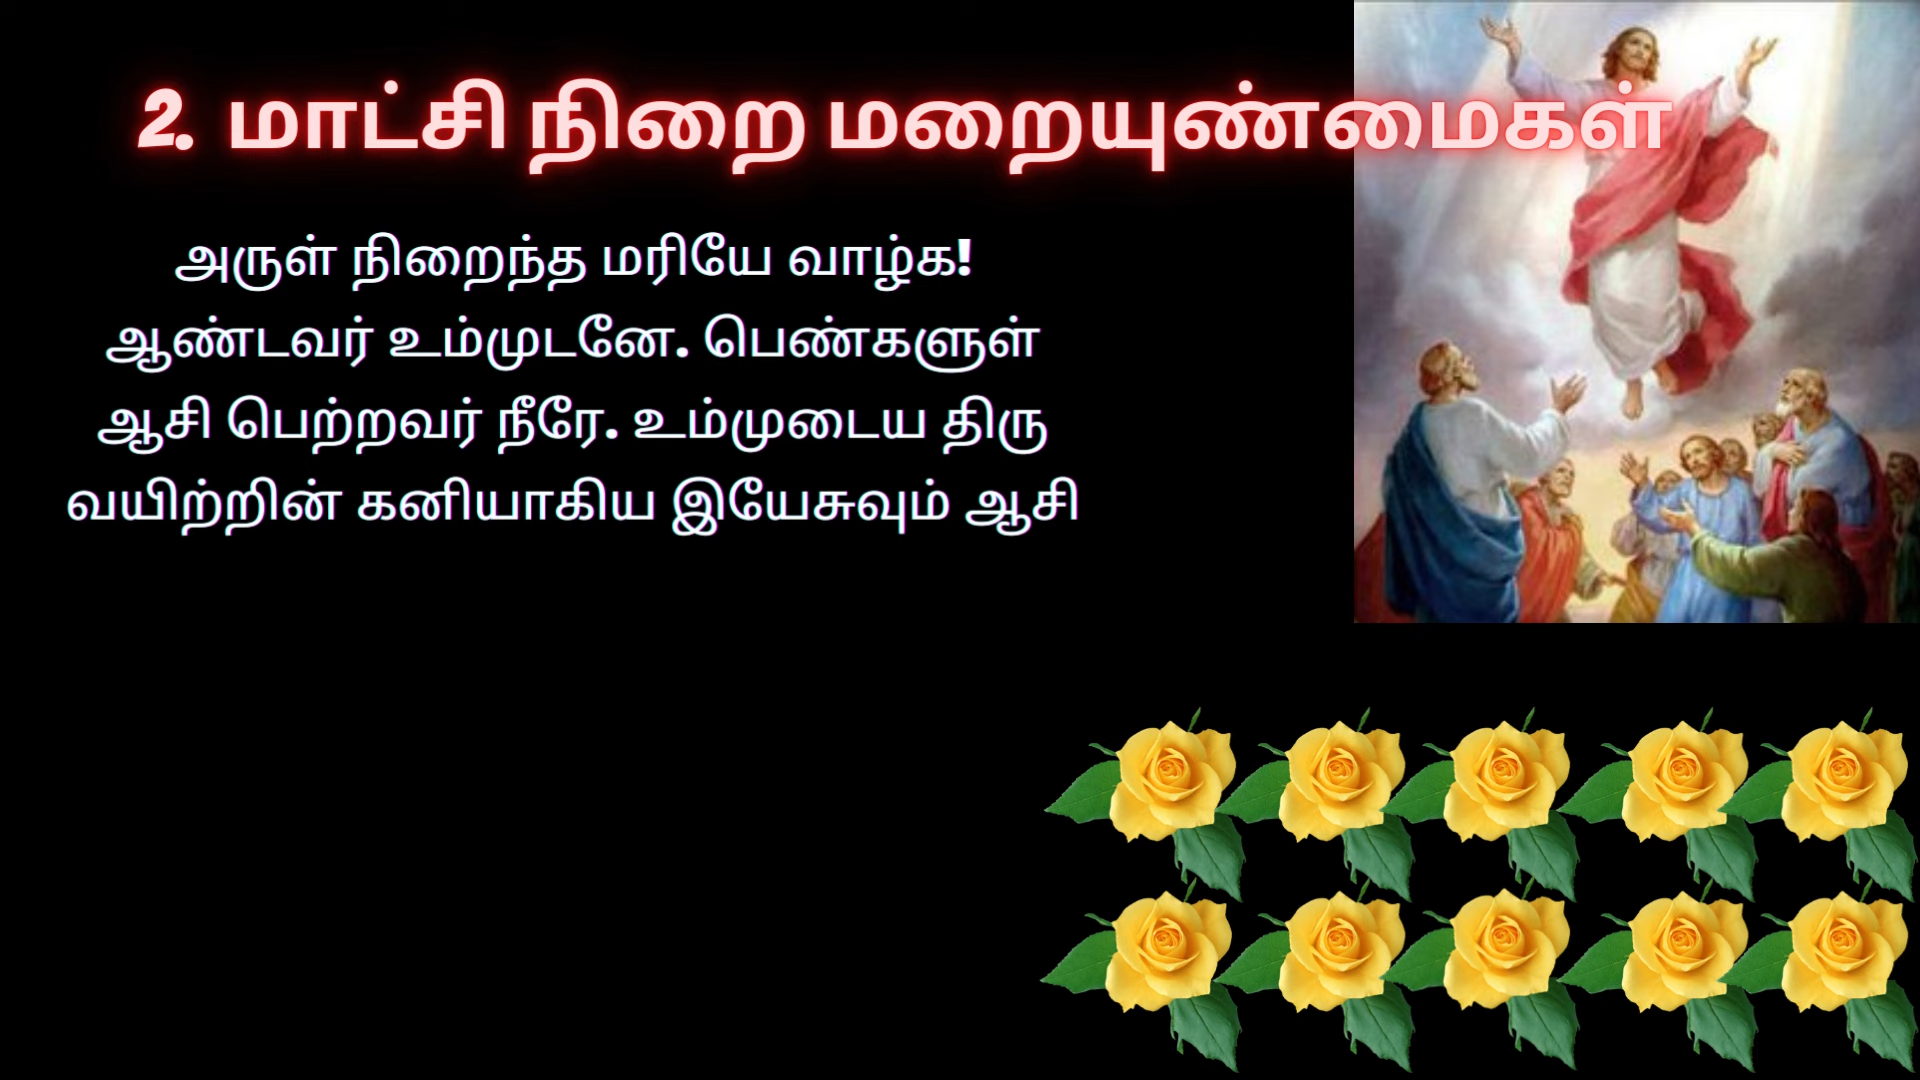 2. மாட்சி நிறை மறையுண்மைகள்
அருள் நிறைந்த மரியே வாழ்க!
ஆண்டவர் உம்முடனே. பெண்களுள்
ஆசி பெற்றவர் நீரே. உம்முடைய திரு
வயிற்றின் கனியாகிய இயேசுவும் ஆசி